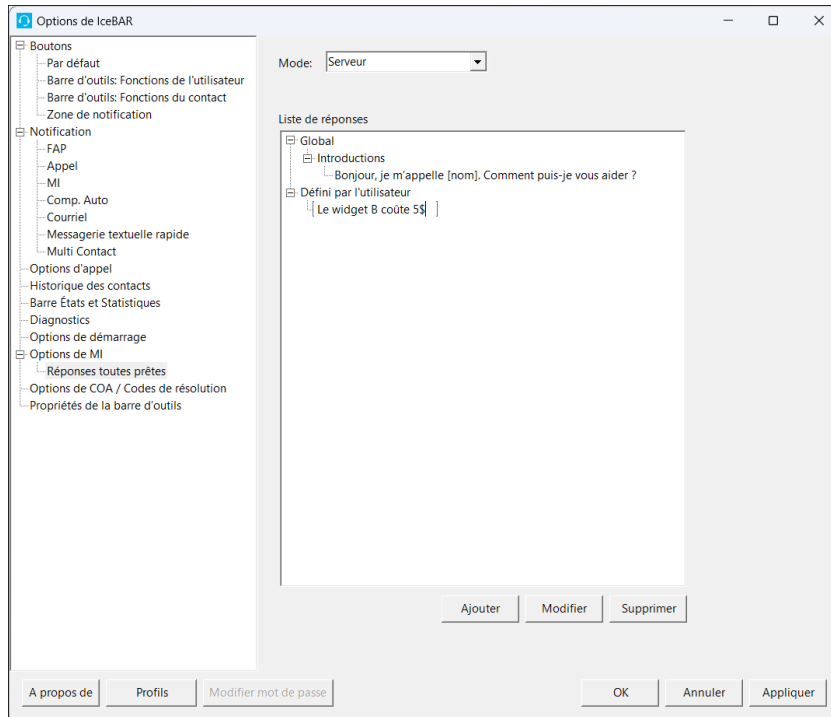 Options de IceBAR
Boutons
Par défaut
Barre d'outils: Fonctions de l'utilisateur
Barre d'outils: Fonctions du contact
Zone de notification
Notification
FAP
Appel
MI
Comp. Auto
Courriel
Messagerie textuelle rapide
Multi Contact
Options d'appel
Historique des contacts
Barre États et Statistiques
Diagnostics
Options de démarrage
Options de MI
Réponses toutes prêtes
Options de COA / Codes de résolution
Propriétés de la barre d'outils
Mode: Serveur
Liste de réponses
Global
Introductions
Bonjour, je m'appelle [nom]. Comment puis-je vous aider ?
Défini par l'utilisateur
Le widget B coûte 5$
Ajouter Modifier Supprimer
A propos de Profils Modifier mot de passe OK Annuler Appliquer